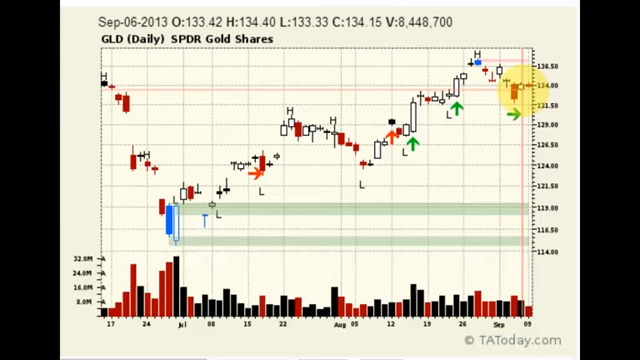 Sep-06-2013 O:133.42 H:134.40 L:133.33 C:134.15 V:8,448,700
GLD (Daily) SPDR Gold Shares
H
H
H
H
H
L
L
L
L
L
L
L
136.50
134.00
131.50
129.00
126.50
124.00
121.50
119.00
116.50
114.00
32.0M A
24.0M A
16.0M A
8.0M A
17 24 Jul 08 15 22 Aug 05 12 19 26 Sep 09
© TAToday.com